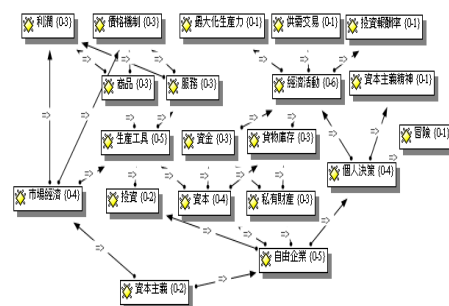 利潤 {0-3}
價格機制 {0-3}
最大化生產力 {0-1}
供需交易 {0-1}
投資報酬率 {0-1}
商品 {0-3}
服務 {0-3}
經濟活動 {0-6}
資本主義精神 {0-1}
生產工具 {0-5}
資金 {0-3}
貨物庫存 {0-3}
冒險 {0-1}
個人決策 {0-4}
市場經濟 {0-4}
投資 {0-2}
資本 {0-4}
私有財產 {0-3}
自由企業 {0-5}
資本主義 {0-2}